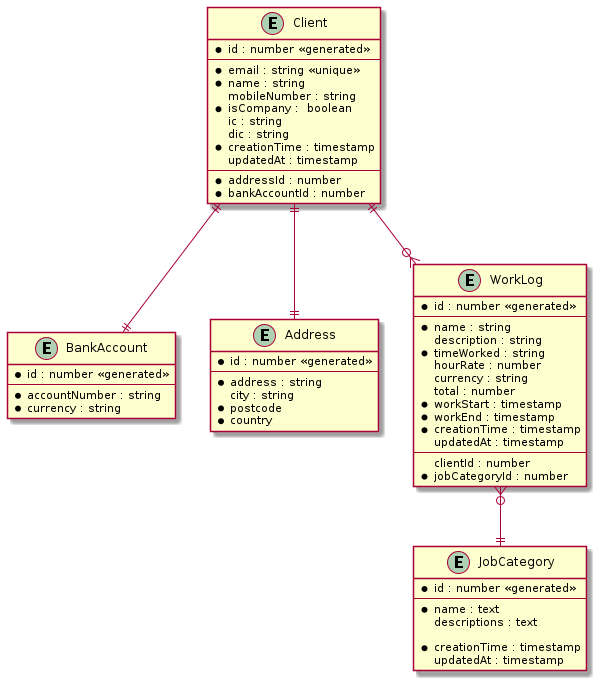 E Client
id : number «generated»
email : string «unique»
name : string
mobileNumber : string
isCompany :  boolean
ic : string
dic : string
creationTime : timestamp
updatedAt : timestamp
addressId : number
bankAccountId : number
E BankAccount
id : number «generated»
accountNumber : string
currency : string
E Address
id : number «generated»
address : string
city : string
postcode
country
E WorkLog
id : number «generated»
name : string
description : string
timeWorked : string
hourRate : number
currency : string
total : number
workStart : timestamp
workEnd : timestamp
creationTime : timestamp
updatedAt : timestamp
clientId : number
jobCategoryId : number
E JobCategory
id : number «generated»
name : text
descriptions : text
creationTime : timestamp
updatedAt : timestamp